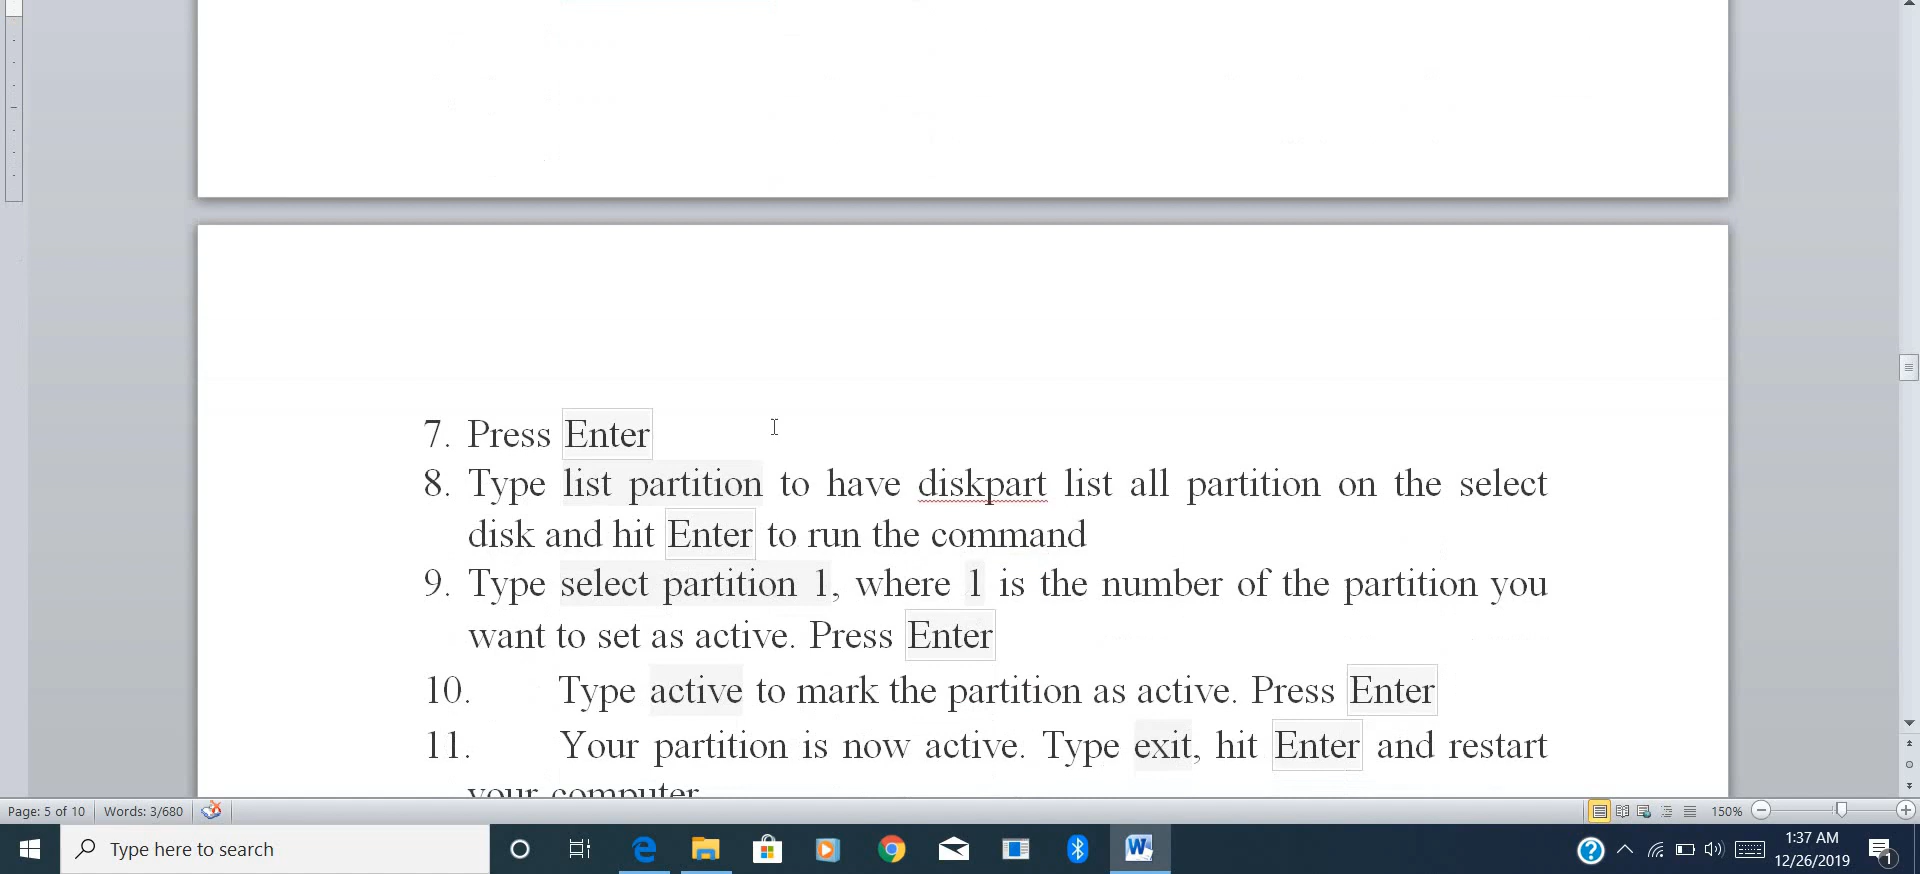 7. Press Enter
8. Type list partition to have diskpart list all partition on the select
disk and hit Enter to run the command
9. Type select partition 1, where 1 is the number of the partition you
want to set as active. Press Enter
10. Type active to mark the partition as active. Press Enter
11. Your partition is now active. Type exit, hit Enter and restart
your computer
Page: 5 of 10 Words: 3/680 150%
Type here to search
1:37 AM
12/26/2019
1